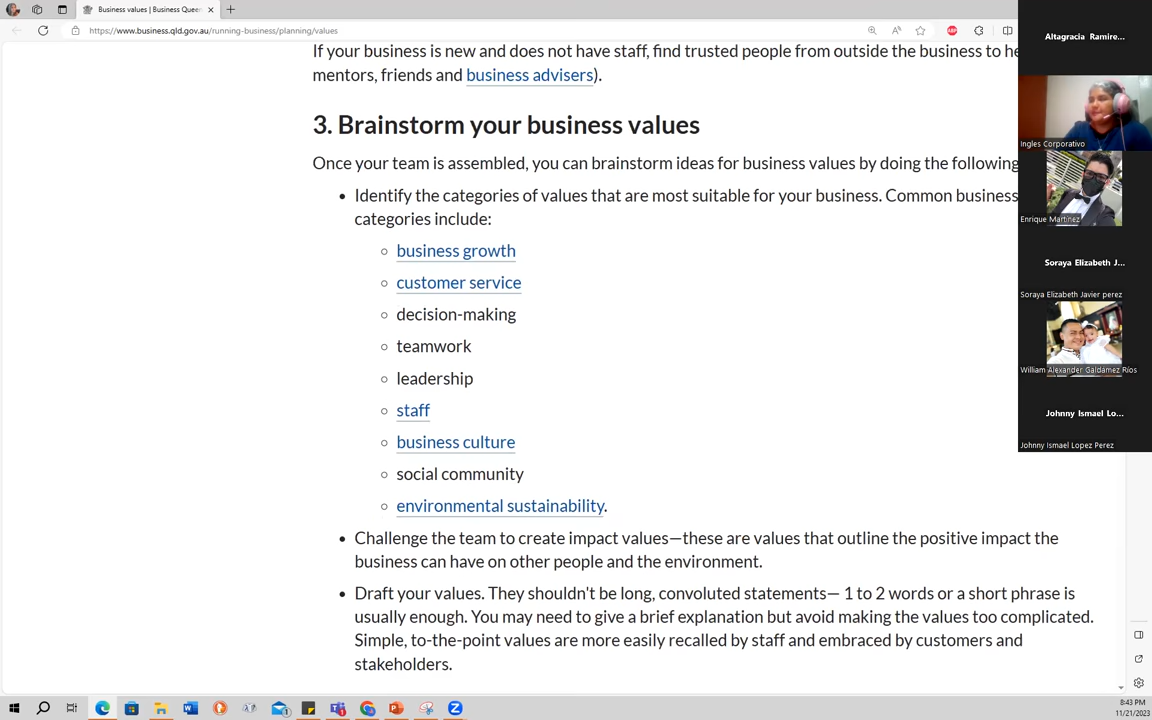 Business values | Business Queen
https://www.business.qld.gov.au/running-business/planning/values
If your business is new and does not have staff, find trusted people from outside the business to he
mentors, friends and business advisers).
3. Brainstorm your business values
Once your team is assembled, you can brainstorm ideas for business values by doing the following
Identify the categories of values that are most suitable for your business. Common business
categories include:
business growth
customer service
decision-making
teamwork
leadership
staff
business culture
social community
environmental sustainability.
Challenge the team to create impact values—these are values that outline the positive impact the
business can have on other people and the environment.
Draft your values. They shouldn't be long, convoluted statements— 1 to 2 words or a short phrase is
usually enough. You may need to give a brief explanation but avoid making the values too complicated.
Simple, to-the-point values are more easily recalled by staff and embraced by customers and
stakeholders.
Altagracia Ramire...
Ingles Corporativo
Enrique Martinez
Soraya Elizabeth J...
Soraya Elizabeth Javier perez
William Alexander Galdamez Ríos
Johnny Ismael Lo...
Johnny Ismael Lopez Perez
8:43 PM
11/21/2023